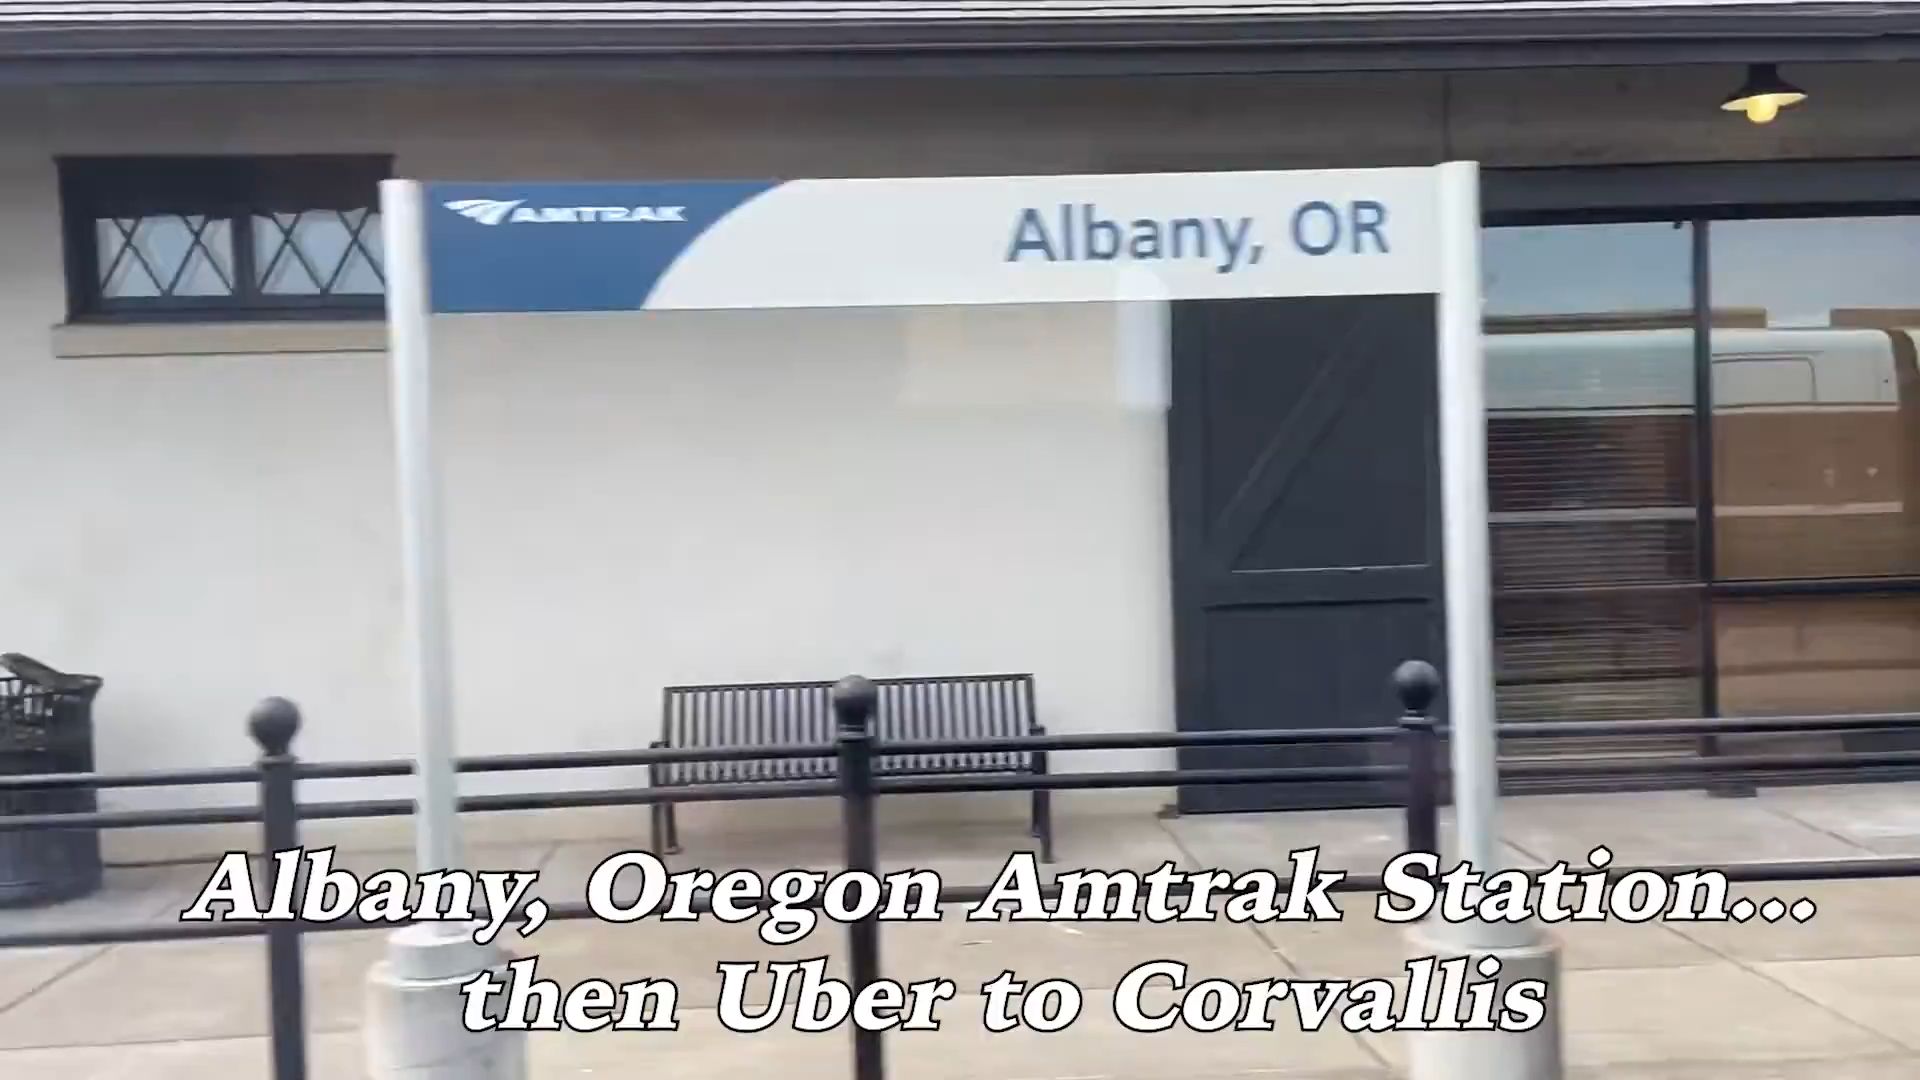 AMTRAK
Albany, OR
Albany, Oregon Amtrak Station...
then Uber to Corvallis